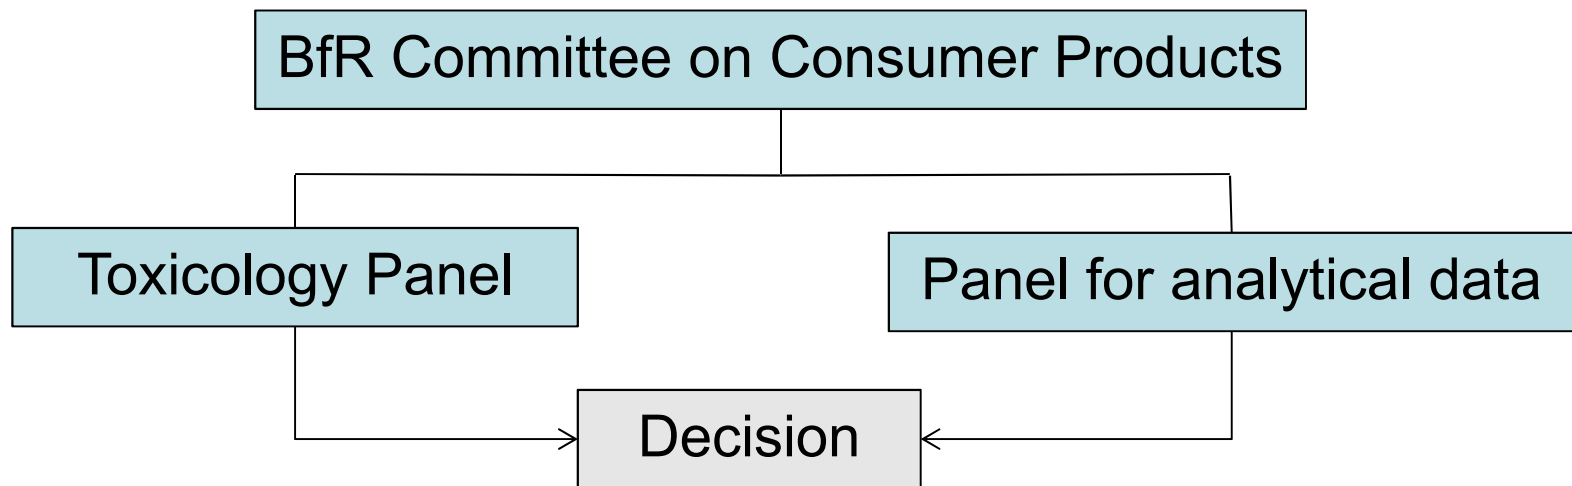 BfR Committee on Consumer Products
Toxicology Panel
Panel for analytical data
Decision